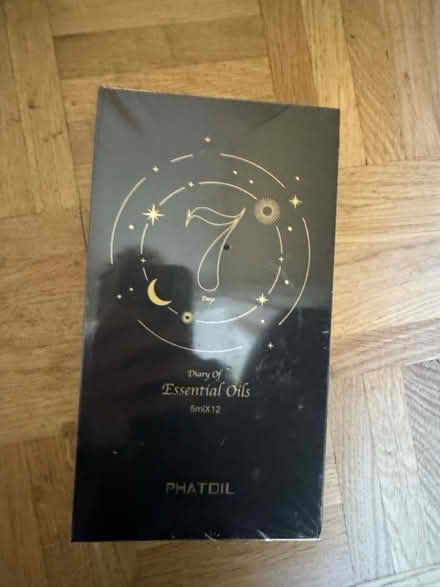 7
Days
Diary Of
Essential Oils
5mlX12
PHATOIL